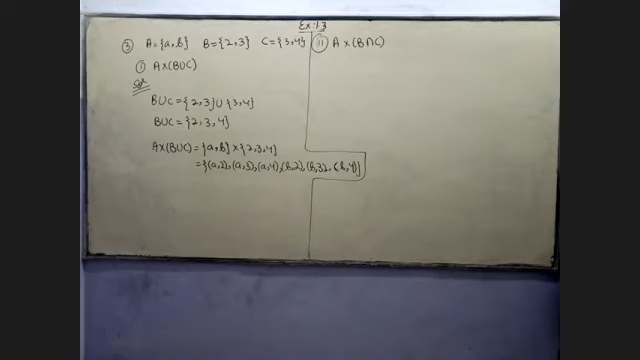 Ex 1.3
③ A={a,b} B={2,3} C={3,4}
① A×(B∪C)
Sol
B∪C={2,3}∪{3,4}
B∪C={2,3,4}
A×(B∪C)={a,b}×{2,3,4}
={(a,2),(a,3),(a,4),(b,2),(b,3),(b,4)}
ⓘⓘ A×(B∩C)